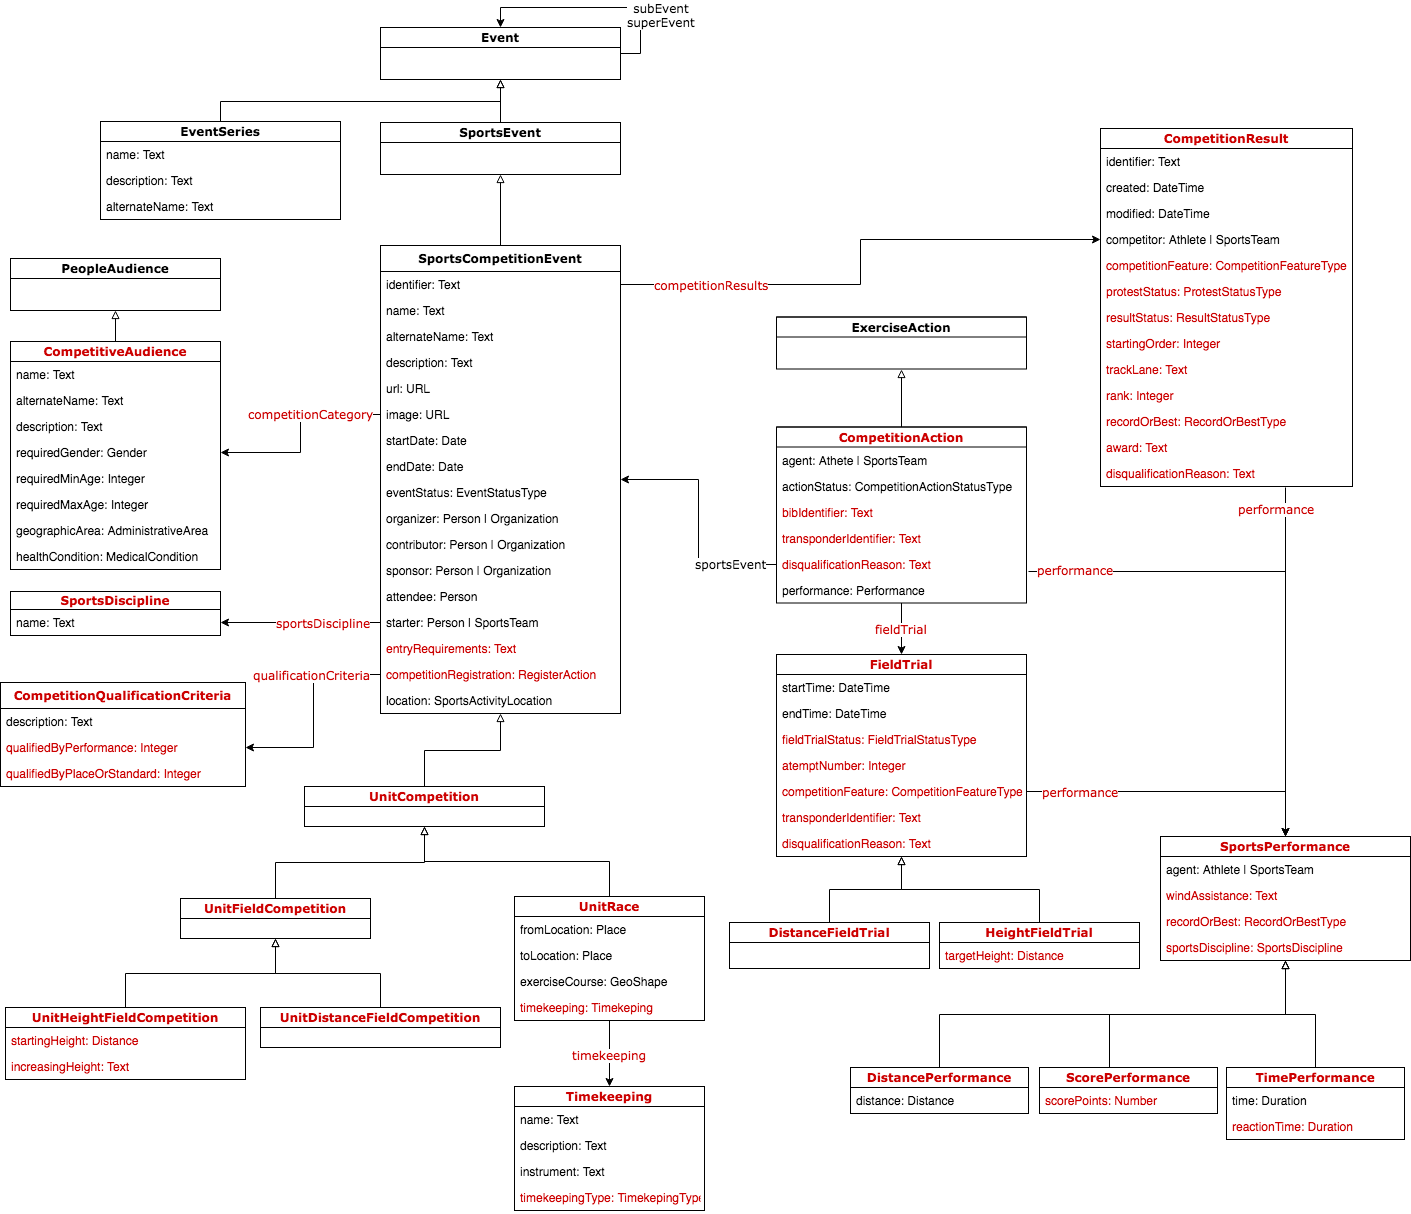 subEvent
superEvent
Event
EventSeries
name: Text
description: Text
alternateName: Text
SportsEvent
CompetitionResult
identifier: Text
created: DateTime
modified: DateTime
competitor: Athlete | SportsTeam
competitionFeature: CompetitionFeatureType
protestStatus: ProtestStatusType
resultStatus: ResultStatusType
startingOrder: Integer
trackLane: Text
rank: Integer
recordOrBest: RecordOrBestType
award: Text
disqualificationReason: Text
PeopleAudience
CompetitiveAudience
name: Text
alternateName: Text
description: Text
requiredGender: Gender
requiredMinAge: Integer
requiredMaxAge: Integer
geographicArea: AdministrativeArea
healthCondition: MedicalCondition
SportsCompetitionEvent
identifier: Text
name: Text
alternateName: Text
description: Text
url: URL
image: URL
startDate: Date
endDate: Date
eventStatus: EventStatusType
organizer: Person | Organization
contributor: Person | Organization
sponsor: Person | Organization
attendee: Person
starter: Person | SportsTeam
entryRequirements: Text
competitionRegistration: RegisterAction
location: SportsActivityLocation
competitionResults
competitionCategory
sportsDiscipline
qualificationCriteria
SportsDiscipline
name: Text
CompetitionQualificationCriteria
description: Text
qualifiedByPerformance: Integer
qualifiedByPlaceOrStandard: Integer
ExerciseAction
CompetitionAction
agent: Athete | SportsTeam
actionStatus: CompetitionActionStatusType
bibIdentifier: Text
transponderIdentifier: Text
disqualificationReason: Text
performance: Performance
sportsEvent
performance
performance
fieldTrial
FieldTrial
startTime: DateTime
endTime: DateTime
fieldTrialStatus: FieldTrialStatusType
atemptNumber: Integer
competitionFeature: CompetitionFeatureType
transponderIdentifier: Text
disqualificationReason: Text
performance
UnitCompetition
UnitFieldCompetition
UnitRace
fromLocation: Place
toLocation: Place
exerciseCourse: GeoShape
timekeeping: Timekeping
UnitHeightFieldCompetition
startingHeight: Distance
increasingHeight: Text
UnitDistanceFieldCompetition
timekeeping
Timekeeping
name: Text
description: Text
instrument: Text
timekeepingType: TimekepingType
DistanceFieldTrial
HeightFieldTrial
targetHeight: Distance
SportsPerformance
agent: Athlete | SportsTeam
windAssistance: Text
recordOrBest: RecordOrBestType
sportsDiscipline: SportsDiscipline
DistancePerformance
distance: Distance
ScorePerformance
scorePoints: Number
TimePerformance
time: Duration
reactionTime: Duration